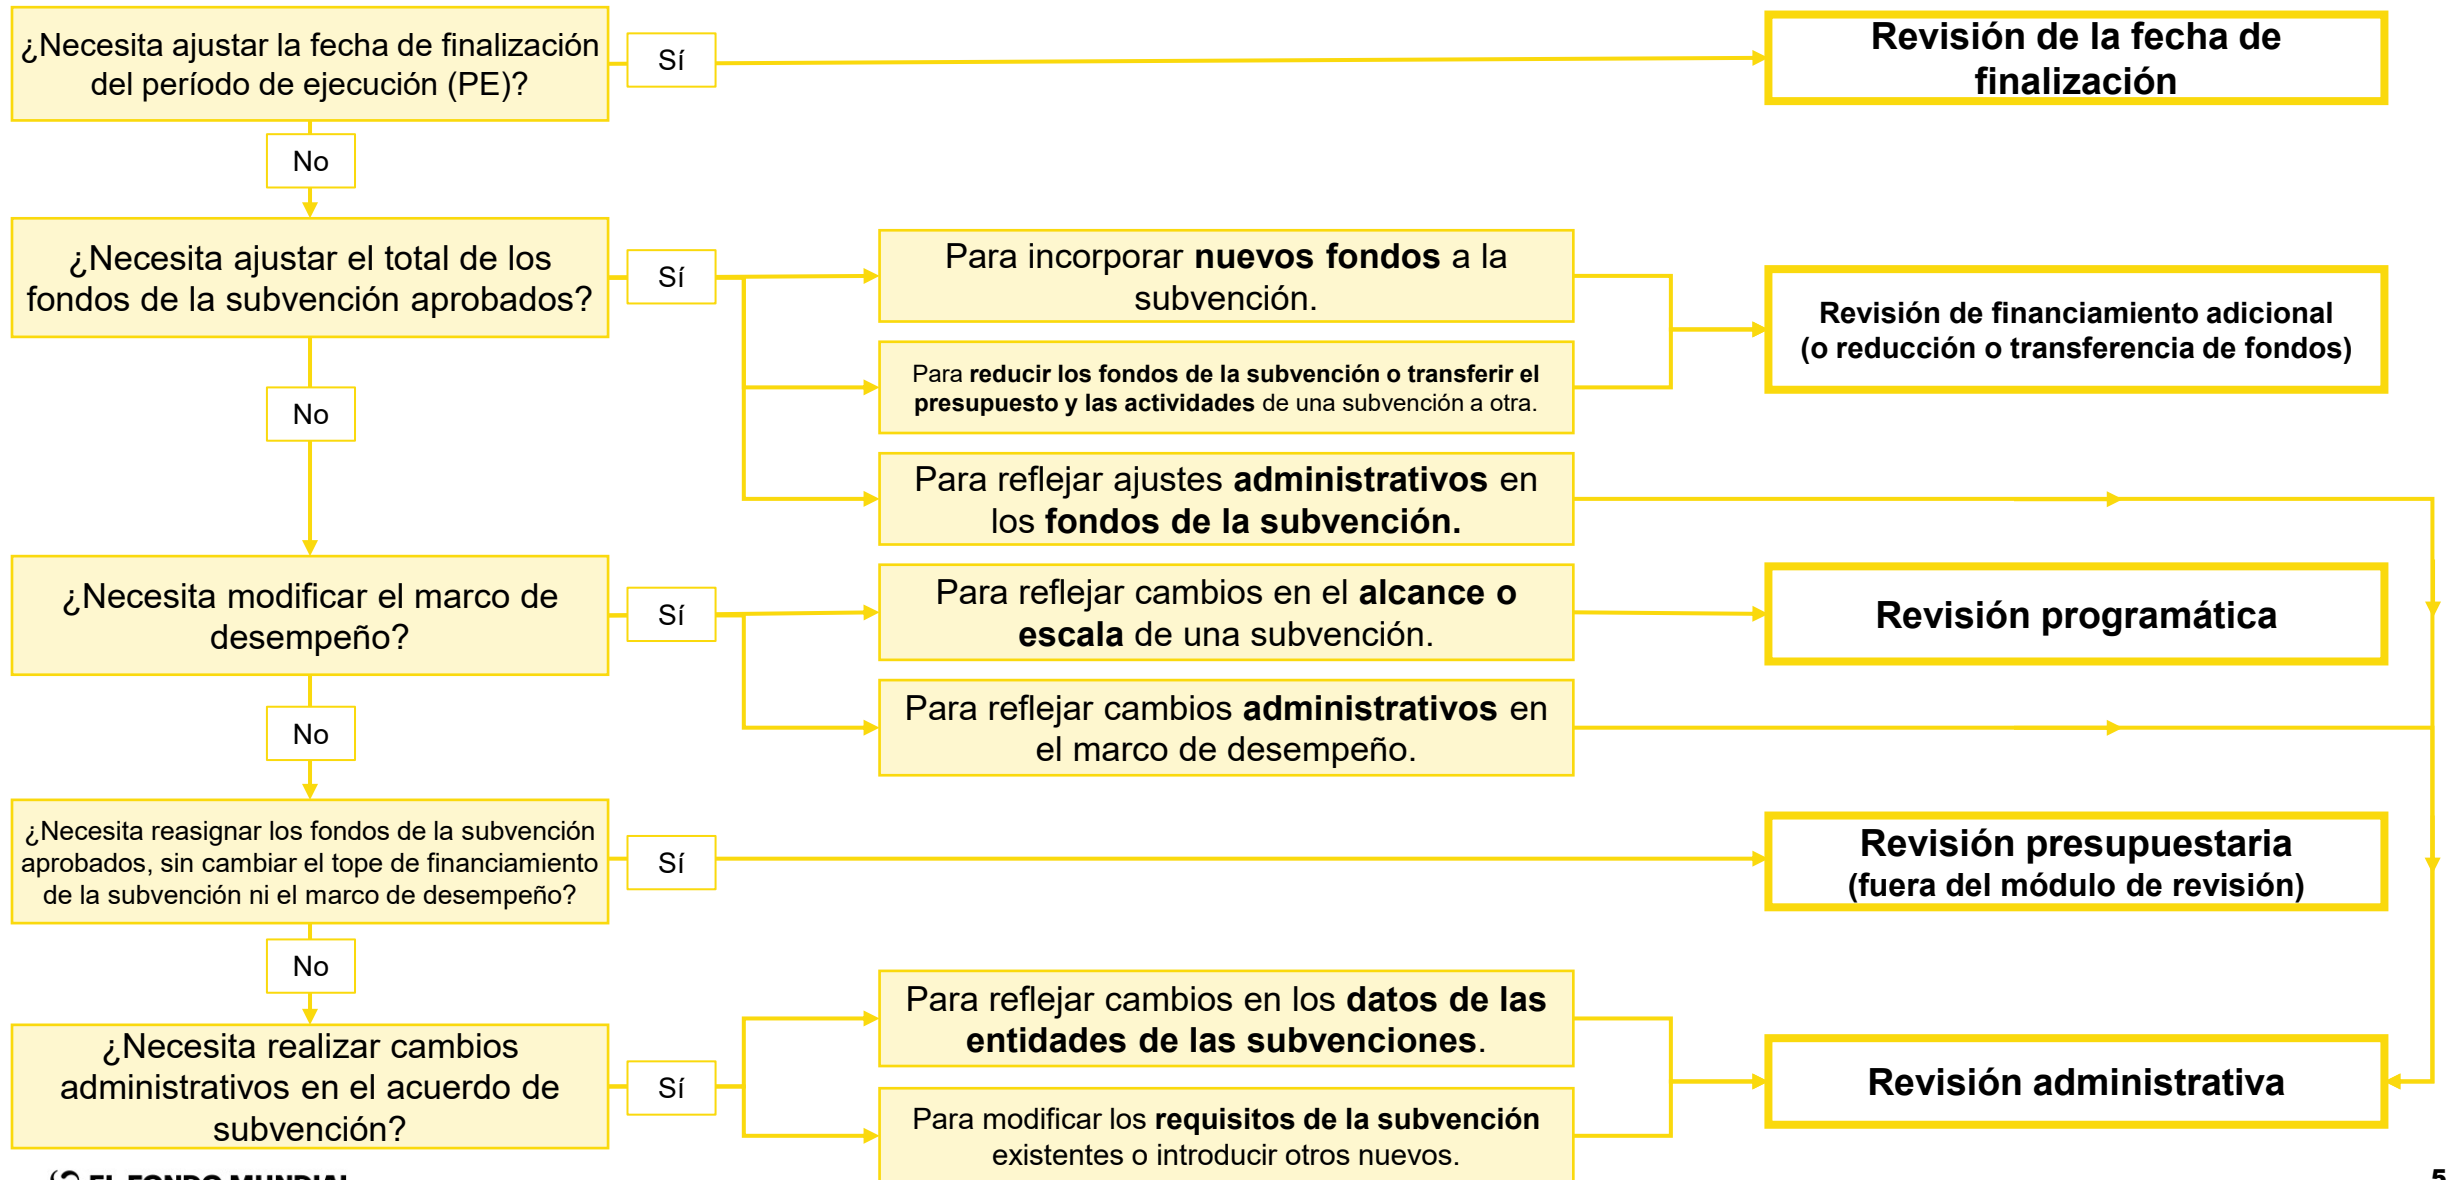 ¿Necesita ajustar la fecha de finalización
del período de ejecución (PE)?
Sí
Revisión de la fecha de
finalización
No
¿Necesita ajustar el total de los
fondos de la subvención aprobados?
Sí
Para incorporar nuevos fondos a la
subvención.
Para reducir los fondos de la subvención o transferir el
presupuesto y las actividades de una subvención a otra.
Para reflejar ajustes administrativos en
los fondos de la subvención.
Revisión de financiamiento adicional
(o reducción o transferencia de fondos)
No
¿Necesita modificar el marco de
desempeño?
Sí
Para reflejar cambios en el alcance o
escala de una subvención.
Para reflejar cambios administrativos en
el marco de desempeño.
Revisión programática
No
¿Necesita reasignar los fondos de la subvención
aprobados, sin cambiar el tope de financiamiento
de la subvención ni el marco de desempeño?
Sí
Revisión presupuestaria
(fuera del módulo de revisión)
No
¿Necesita realizar cambios
administrativos en el acuerdo de
subvención?
Sí
Para reflejar cambios en los datos de las
entidades de las subvenciones.
Para modificar los requisitos de la subvención
existentes o introducir otros nuevos.
Revisión administrativa
EL FONDO MUNDIAL
5